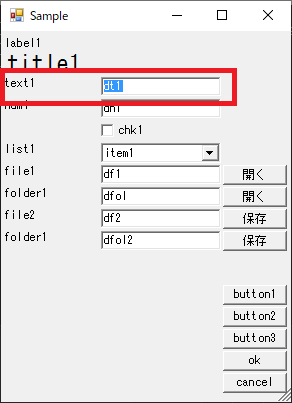 Sample
label1
title1
text1 dt1
num1 dn1
chk1
list1 item1
file1 df1 開く
folder1 dfol 開く
file2 df2 保存
folder1 dfol2 保存
button1
button2
button3
ok
cancel